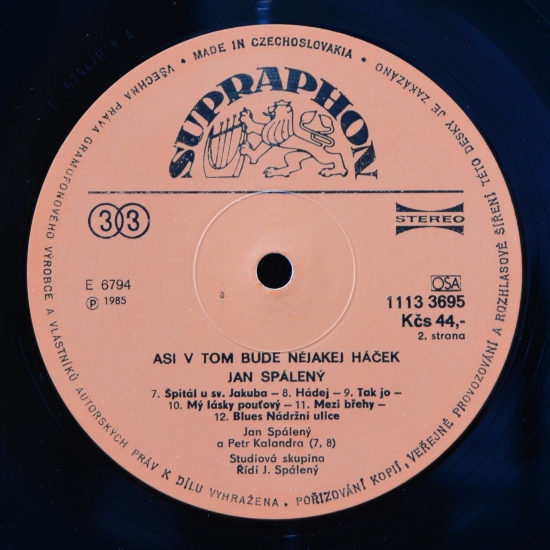 VŠECHNA PRÁVA GRAMOFONOVÉHO VÝROBCE A VLASTNÍKŮ AUTORSKÝCH PRÁV K DÍLU VYHRAŽENA • POŘIZOVÁNÍ KOPIÍ, VEŘEJNÉ PROVOZOVÁNÍ A ROZHLASOVÉ ŠÍŘENÍ TÉTO DESKY JE ZAKÁZÁNO • MADE IN CZECHOSLOVAKIA •
SUPRAPHON
33
STEREO
E 6794
Ⓟ 1985
OSA
1113 3695
Kčs 44,-
2. strana
ASI V TOM BUDE NĚJAKEJ HÁČEK
JAN SPÁLENÝ
7. Špitál u sv. Jakuba – 8. Hádej – 9. Tak jo –
10. Mý lásky pouťový – 11. Mezi břehy –
12. Blues Nádržní ulice
Jan Spálený
a Petr Kalandra (7, 8)
Studiová skupina
Řídí J. Spálený